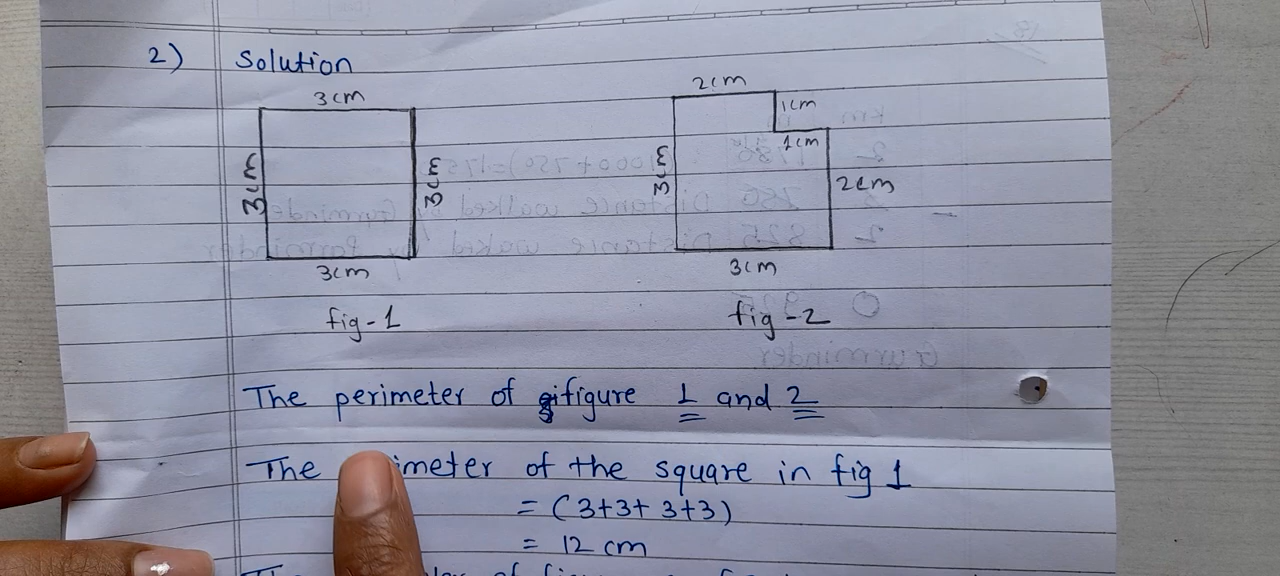 2) Solution
3cm
3cm
3cm
3cm
fig-1
2cm
1cm
1cm
3cm
2cm
3cm
fig-2
The perimeter of figure 1 and 2
The imeter of the square in fig 1
= (3+3+3+3)
= 12 cm